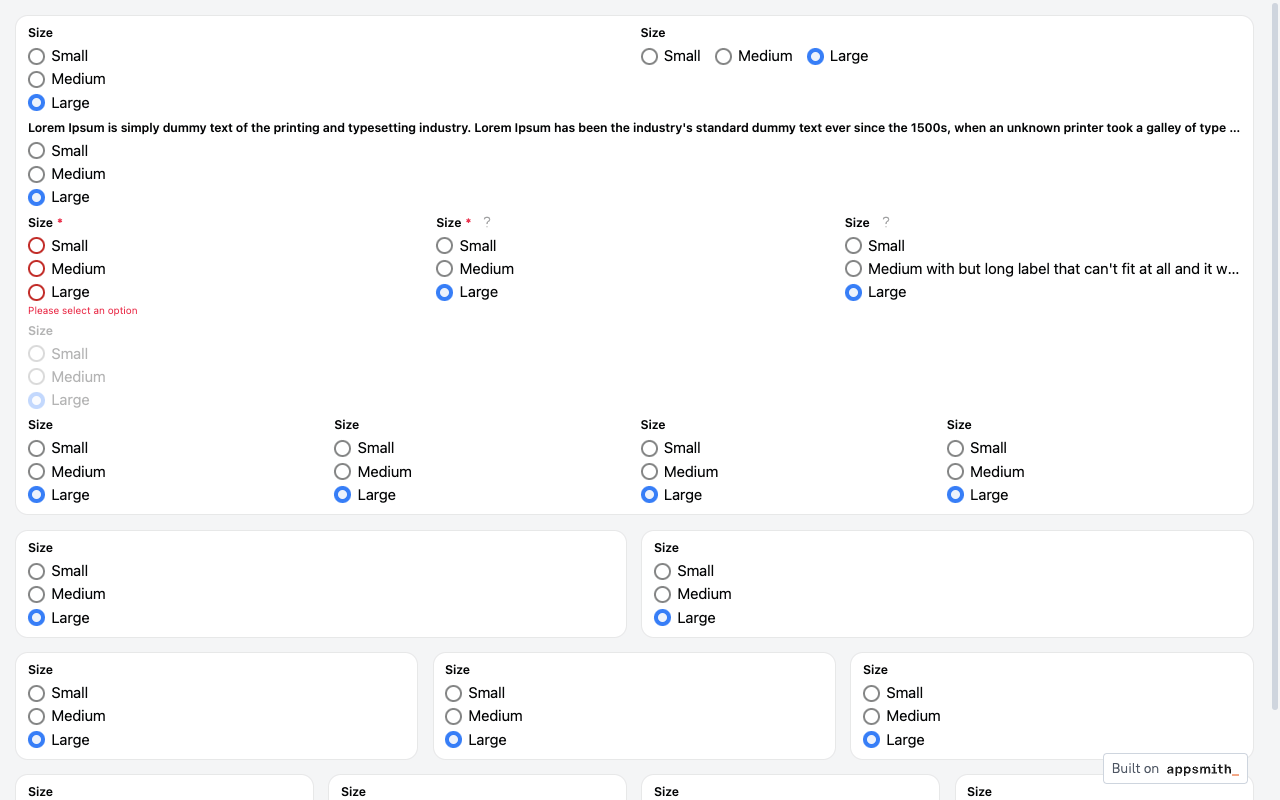 Size
Small
Medium
Large
Size
Small Medium Large
Lorem Ipsum is simply dummy text of the printing and typesetting industry. Lorem Ipsum has been the industry's standard dummy text ever since the 1500s, when an unknown printer took a galley of type ...
Small
Medium
Large
Size *
Small
Medium
Large
Please select an option
Size * ?
Small
Medium
Large
Size ?
Small
Medium with but long label that can't fit at all and it w...
Large
Size
Small
Medium
Large
Size
Small
Medium
Large
Size
Small
Medium
Large
Size
Small
Medium
Large
Size
Small
Medium
Large
Size
Small
Medium
Large
Size
Small
Medium
Large
Size
Small
Medium
Large
Size
Small
Medium
Large
Size
Small
Medium
Large
Built on appsmith_
Size
Size
Size
Size